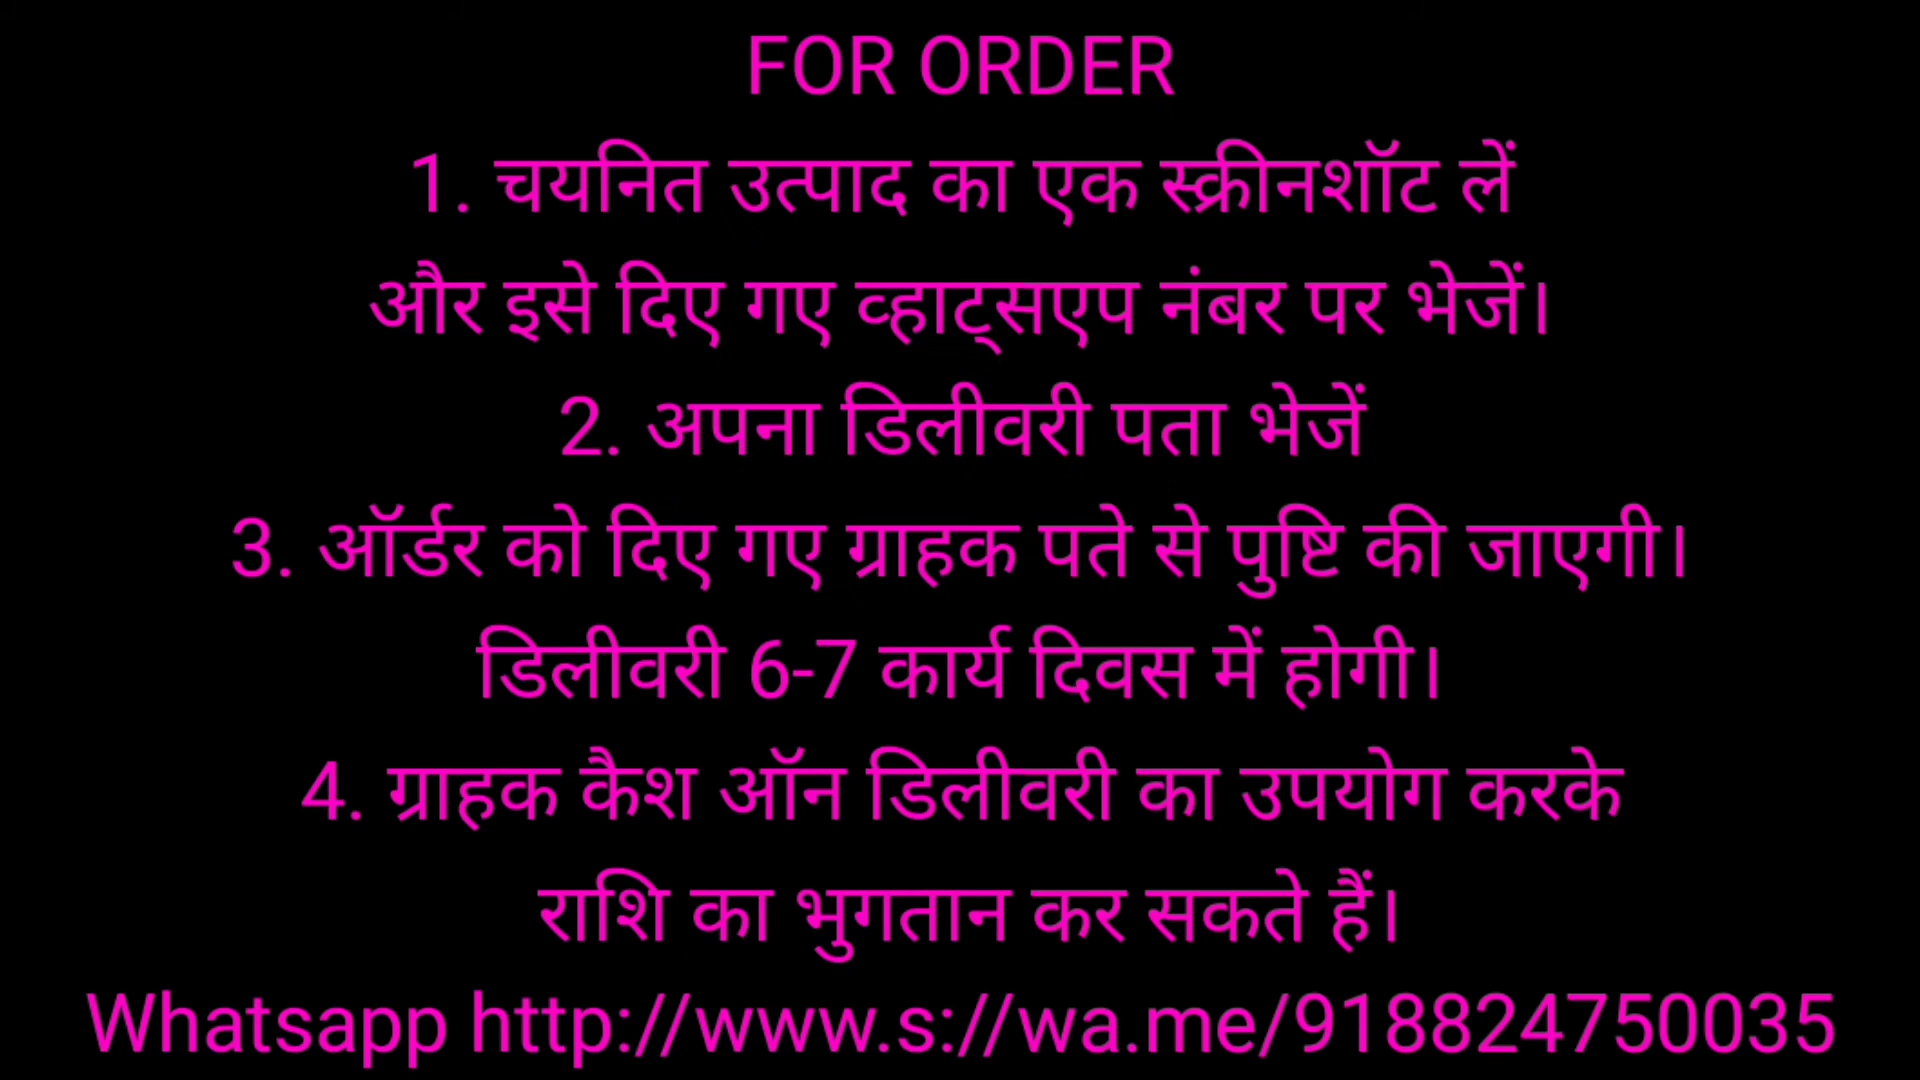 FOR ORDER
1. चयनित उत्पाद का एक स्क्रीनशॉट लें
और इसे दिए गए व्हाट्सएप नंबर पर भेजें।
2. अपना डिलीवरी पता भेजें
3. ऑर्डर को दिए गए ग्राहक पते से पुष्टि की जाएगी।
डिलीवरी 6-7 कार्य दिवस में होगी।
4. ग्राहक कैश ऑन डिलीवरी का उपयोग करके
राशि का भुगतान कर सकते हैं।
Whatsapp http://www.s://wa.me/918824750035